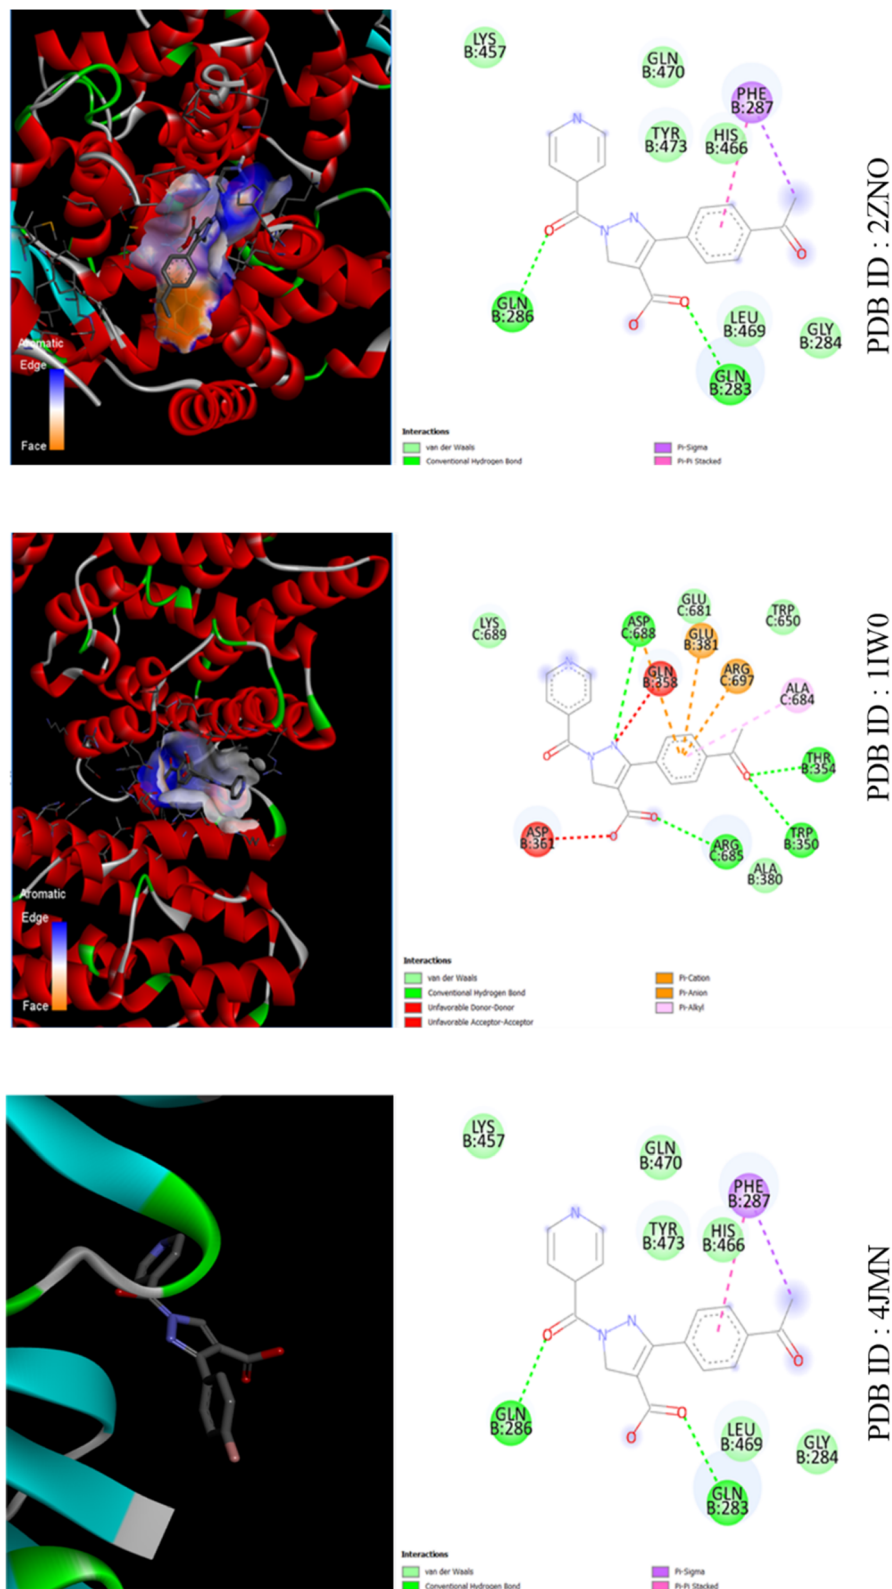 Aromatic
Edge
Face
LYS
B:457
GLN
B:470
PHE
B:287
TYR
B:473
HIS
B:466
N
O
N
N
GLN
B:286
O
O
O
LEU
B:469
GLY
B:284
GLN
B:283
Interactions
van der Waals
Conventional Hydrogen Bond
Pi-Sigma
Pi-Pi Stacked
PDB ID : 2ZNO
Aromatic
Edge
Face
LYS
C:689
ASP
C:688
GLU
C:681
GLU
B:381
TRP
C:650
GLN
B:358
ARG
C:697
ALA
C:684
N
O
N
N
THR
B:354
O
ASP
B:361
O
O
ARG
C:685
TRP
B:350
ALA
B:380
Interactions
van der Waals
Conventional Hydrogen Bond
Unfavorable Donor-Donor
Unfavorable Acceptor-Acceptor
Pi-Cation
Pi-Anion
Pi-Alkyl
PDB ID : 1IW0
LYS
B:457
GLN
B:470
PHE
B:287
TYR
B:473
HIS
B:466
N
O
N
N
GLN
B:286
O
O
O
LEU
B:469
GLY
B:284
GLN
B:283
Interactions
van der Waals
Conventional Hydrogen Bond
Pi-Sigma
Pi-Pi Stacked
PDB ID : 4JMN